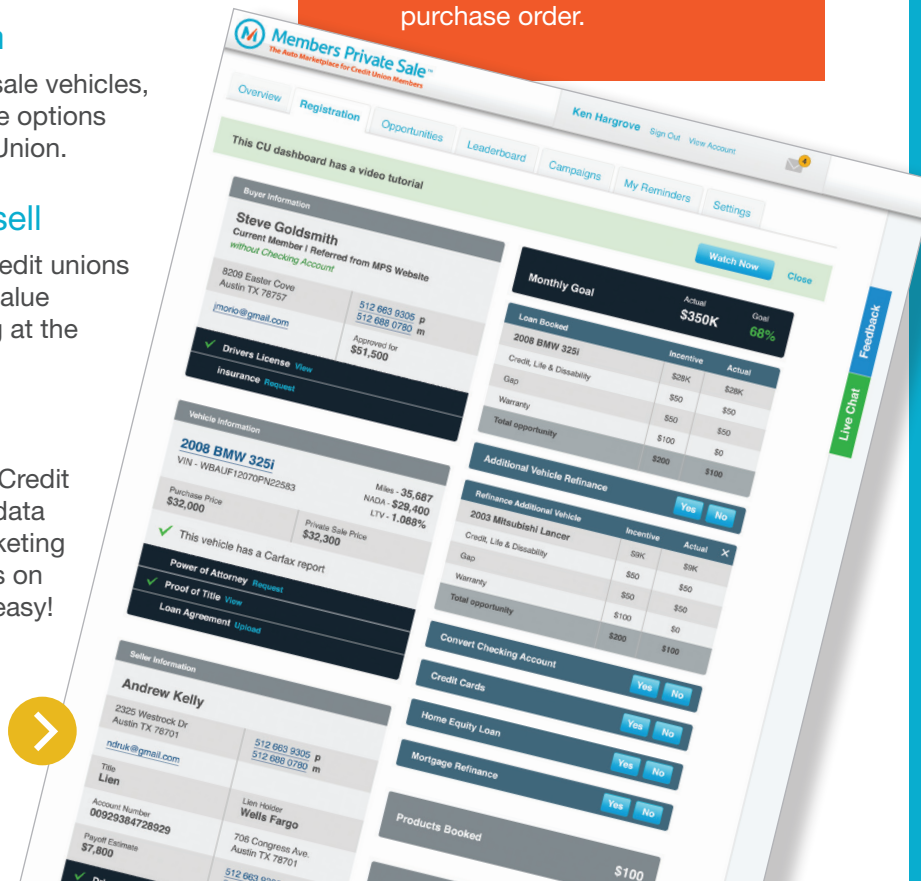 purchase order.
sale vehicles,
e options
Union.
sell
edit unions
alue
g at the
Credit
data
keting
s on
easy!
Members Private Sale™
The Auto Marketplace for Credit Union Members
Ken Hargrove Sign Out View Account
4
Overview Registration Opportunities Leaderboard Campaigns My Reminders Settings
This CU dashboard has a video tutorial
Watch Now Close
Buyer Information
Steve Goldsmith
Current Member | Referred from MPS Website
without Checking Account
8209 Easter Cove
Austin TX 78757
512 663 9305 p
512 688 0780 m
jmorio@gmail.com
Approved for
$51,500
Drivers License View
insurance Request
Vehicle Information
2008 BMW 325i
VIN - WBAUF12070PN22583
Miles - 35,687
NADA - $29,400
LTV - 1.088%
Purchase Price
$32,000
Private Sale Price
$32,300
This vehicle has a Carfax report
Power of Attorney Request
Proof of Title View
Loan Agreement Upload
Seller Information
Andrew Kelly
2325 Westrock Dr
Austin TX 78701
512 663 9305 p
512 688 0780 m
ndruk@gmail.com
Title
Lien
Lien Holder
Wells Fargo
Account Number
00929384728929
706 Congress Ave.
Austin TX 78701
Payoff Estimate
$7,800
Monthly Goal
Actual
$350K
Goal
68%
Loan Booked Incentive Actual
2008 BMW 325i $28K $28K
Credit, Life & Dissability $50 $50
Gap $50 $50
Warranty $100 $0
Total opportunity $200 $100
Additional Vehicle Refinance Yes No
Refinance Additional Vehicle Incentive Actual
2003 Mitsubishi Lancer $9K $9K
Credit, Life & Dissability $50 $50
Gap $50 $50
Warranty $100 $0
Total opportunity $200 $100
Convert Checking Account Yes No
Credit Cards Yes No
Home Equity Loan Yes No
Mortgage Refinance Yes No
Products Booked
$100
Feedback
Live Chat